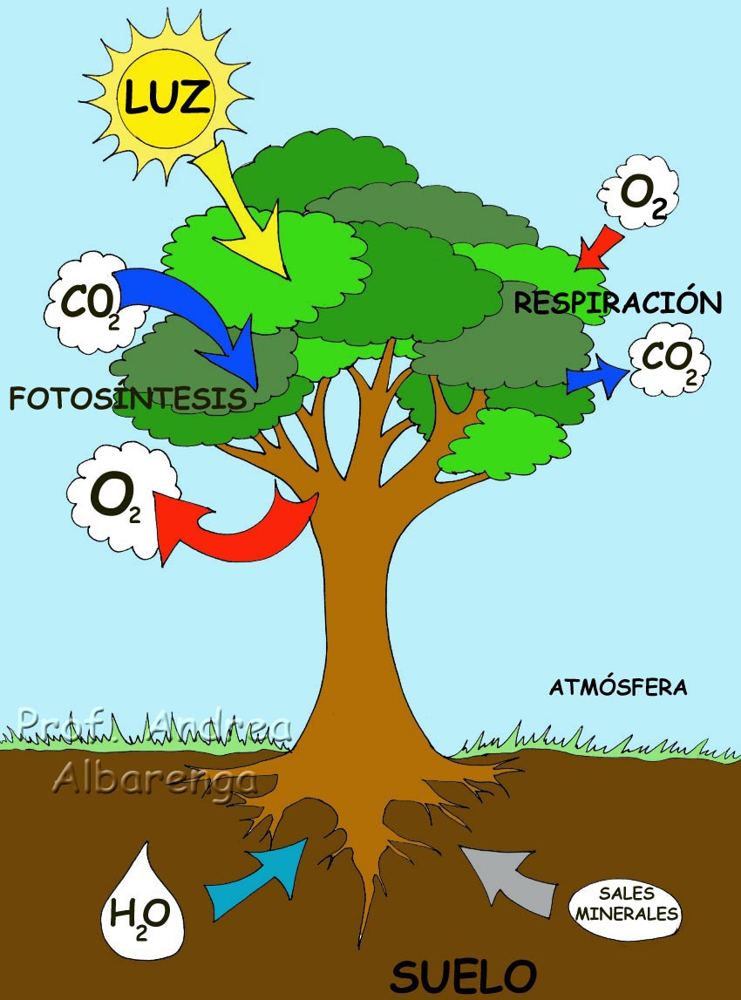 LUZ
O2
CO2
RESPIRACIÓN
CO2
FOTOSÍNTESIS
O2
ATMÓSFERA
Prof. Andrea
Albarenga
H2O
SALES
MINERALES
SUELO